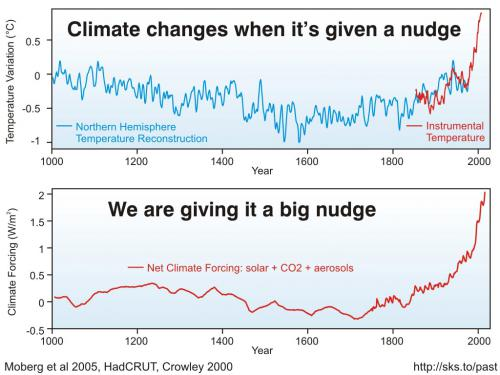 Climate changes when it's given a nudge
Temperature Variation (°C)
0.5
0
-0.5
-1
Northern Hemisphere
Temperature Reconstruction
Instrumental
Temperature
1000 1200 1400 1600 1800 2000
Year
We are giving it a big nudge
Climate Forcing (W/m²)
2
1.5
1
0.5
0
-0.5
Net Climate Forcing: solar + CO2 + aerosols
1000 1200 1400 1600 1800 2000
Year
Moberg et al 2005, HadCRUT, Crowley 2000 http://sks.to/past